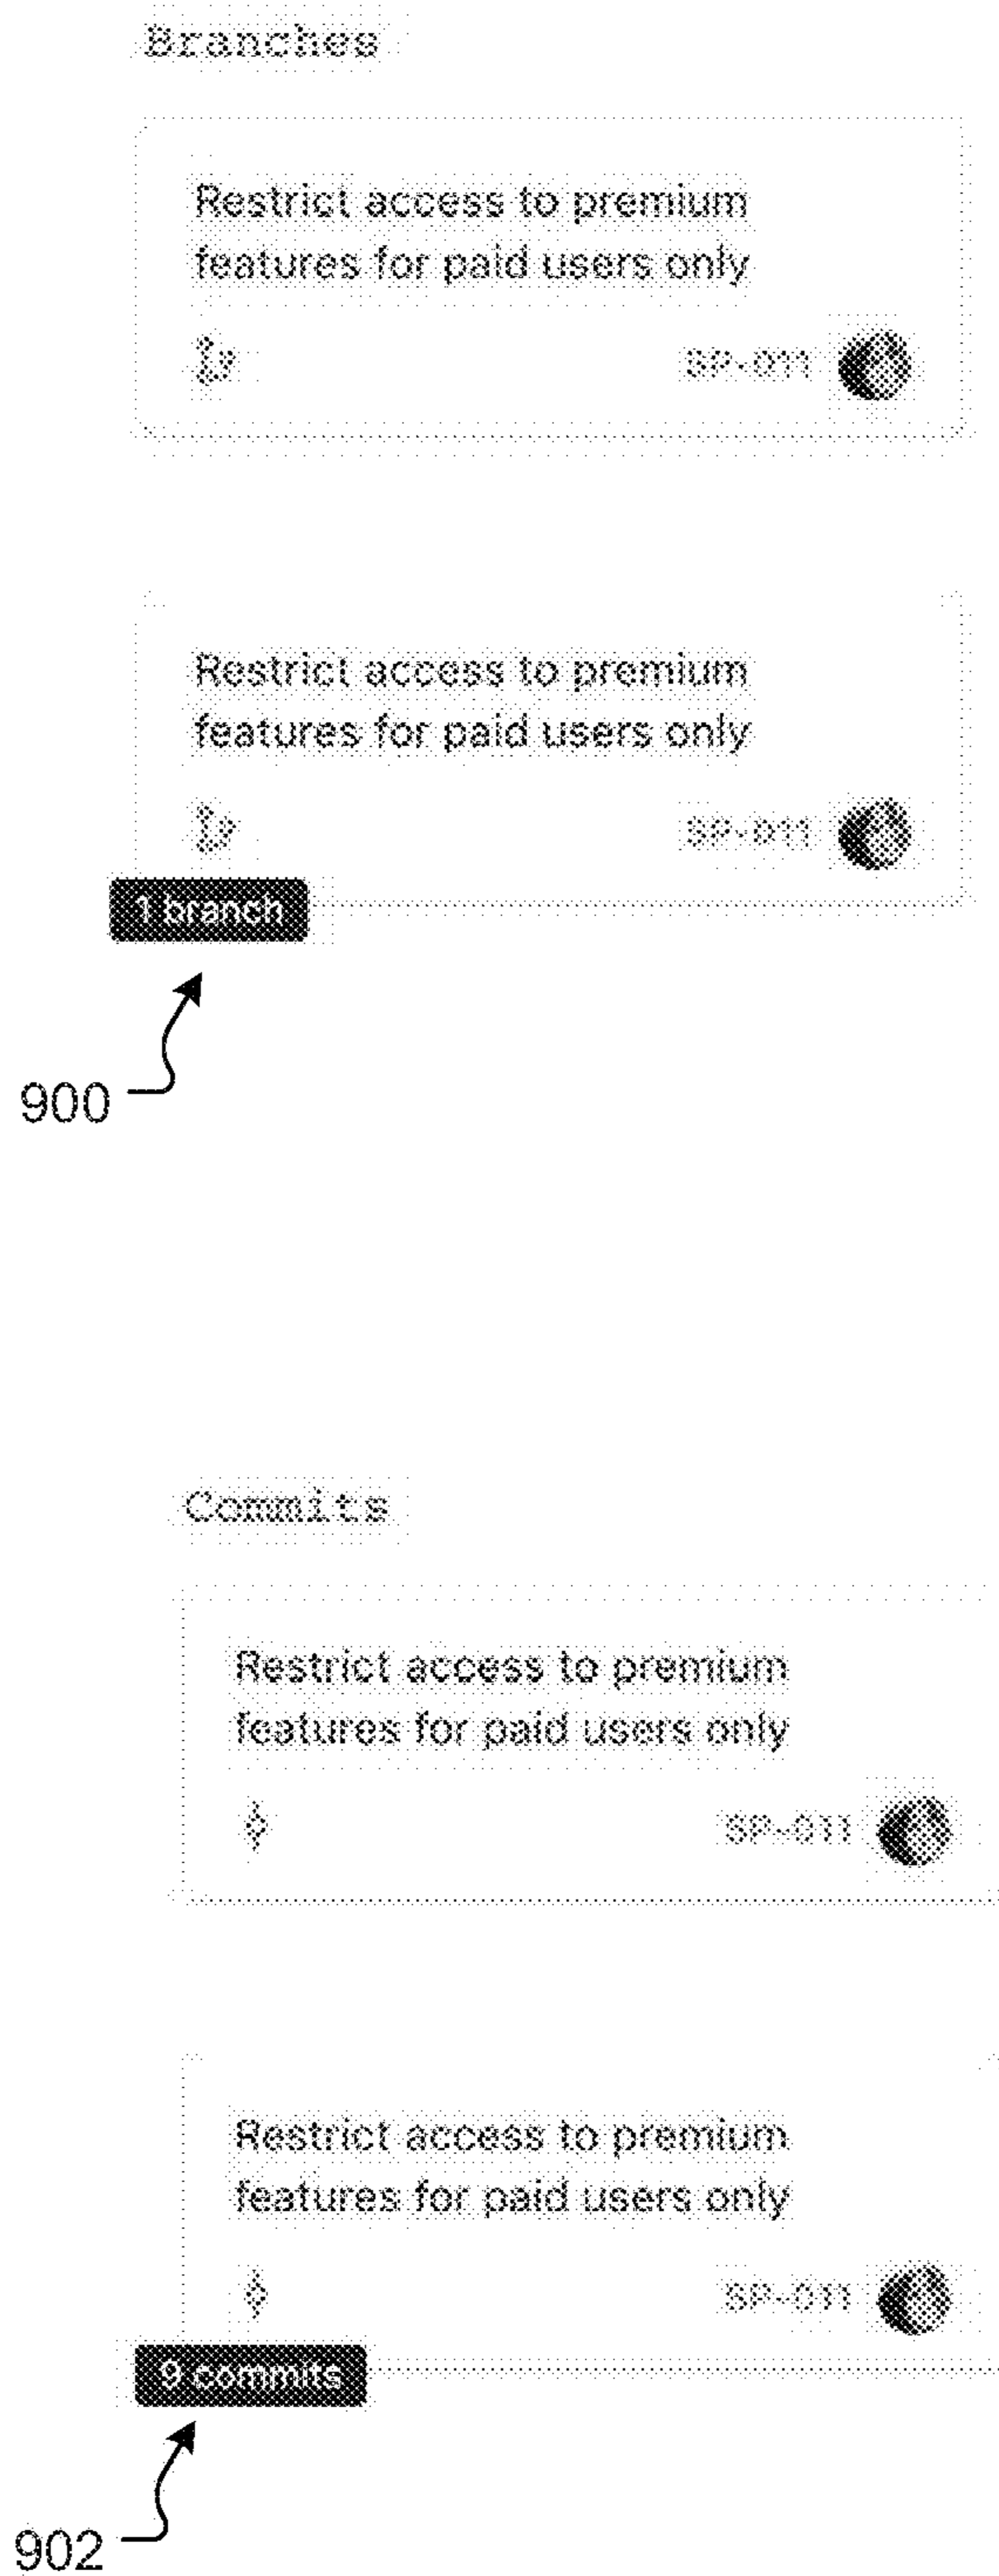 Branches
Restrict access to premium
features for paid users only
SP-011
Restrict access to premium
features for paid users only
SP-011
1 branch
900
Commits
Restrict access to premium
features for paid users only
SP-011
Restrict access to premium
features for paid users only
SP-011
9 commits
902